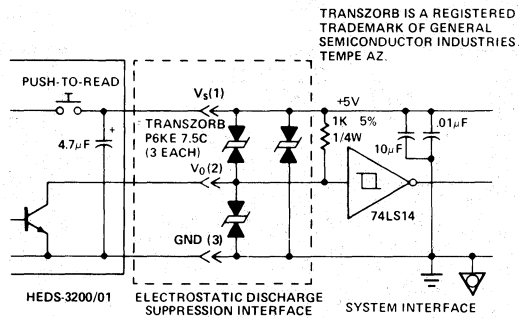 TRANSZORB IS A REGISTERED
TRADEMARK OF GENERAL
SEMICONDUCTOR INDUSTRIES
TEMPE AZ.
PUSH-TO-READ
4.7µF
+
VS(1)
TRANSZORB
P6KE 7.5C
(3 EACH)
VO(2)
GND (3)
+5V
1K 5%
1/4W
10µF
.01µF
74LS14
HEDS-3200/01
ELECTROSTATIC DISCHARGE
SUPPRESSION INTERFACE
SYSTEM INTERFACE